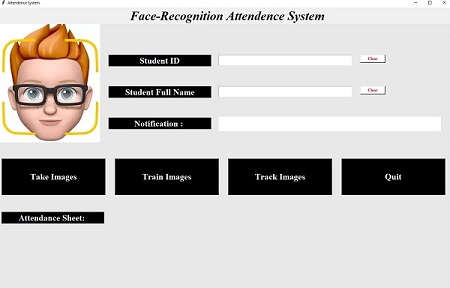 Attendence System
Face-Recognition Attendence System
Student ID
Clear
Student Full Name
Clear
Notification :
Take Images
Train Images
Track Images
Quit
Attendance Sheet: